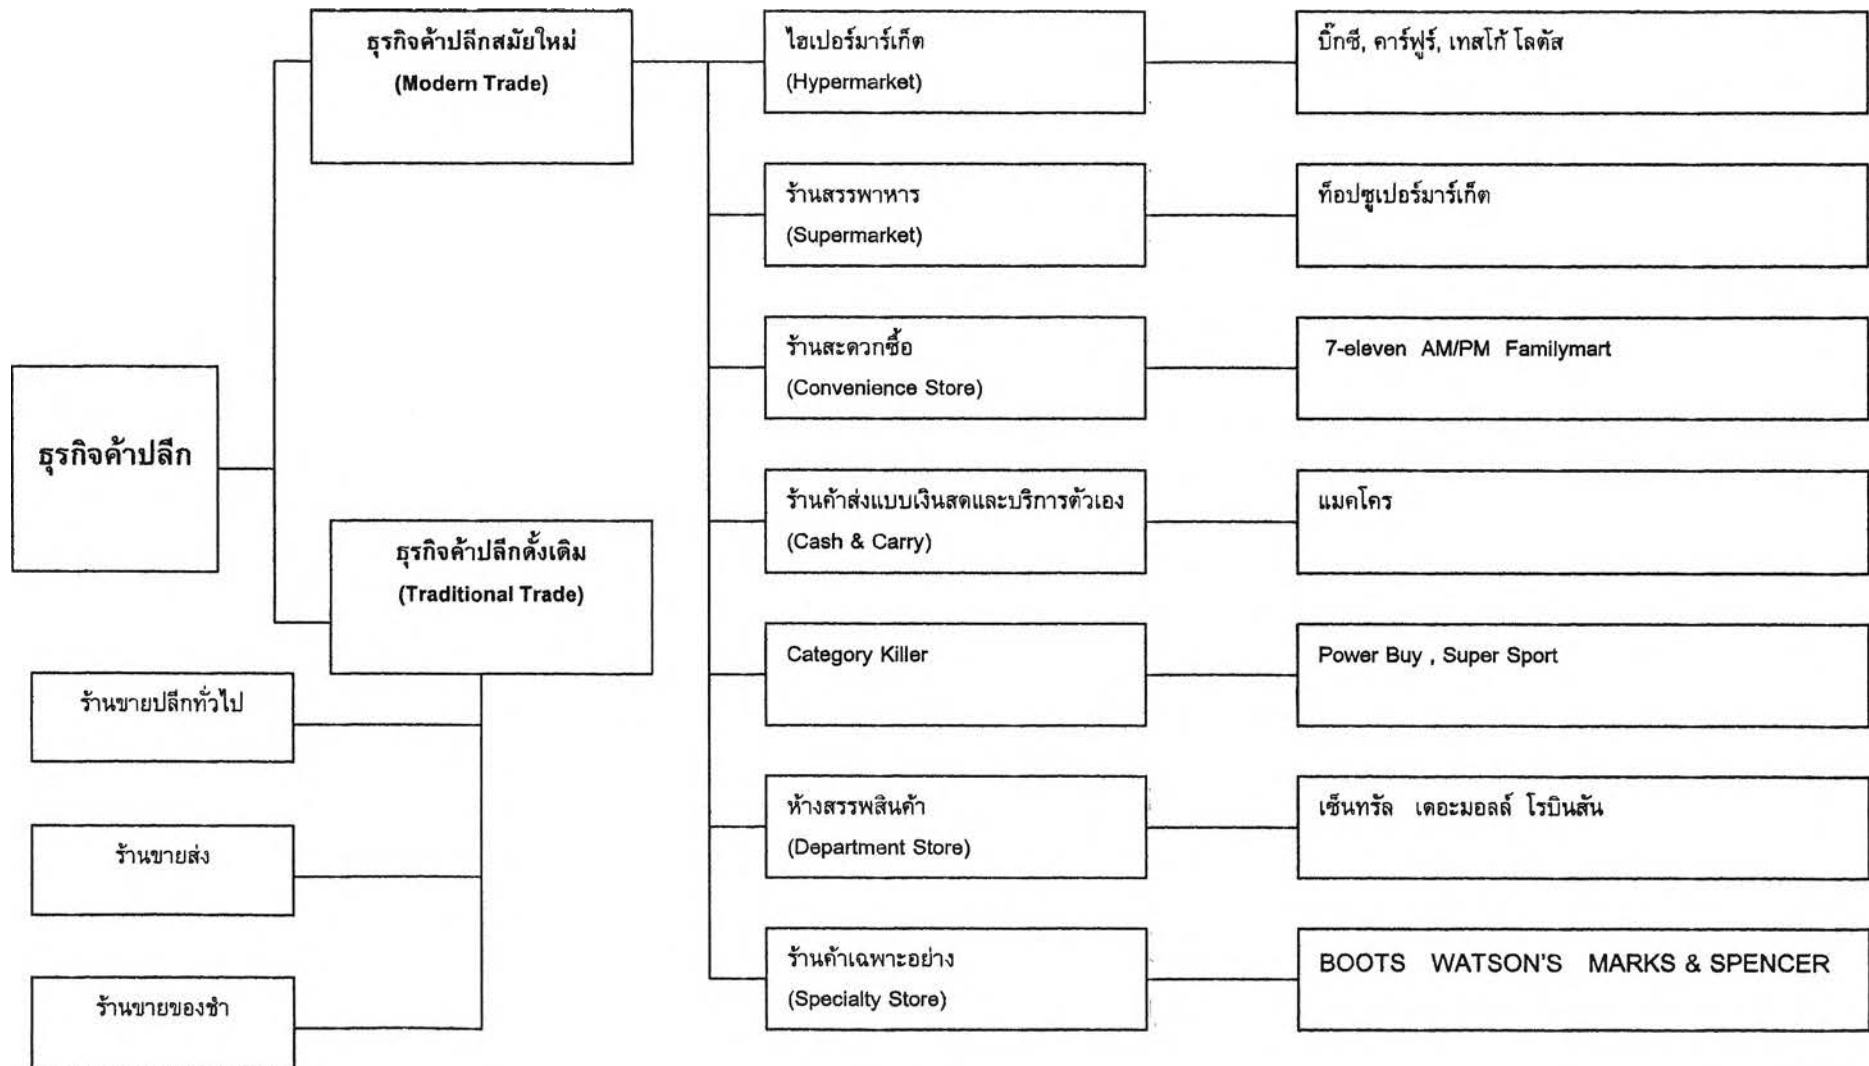 ธุรกิจค้าปลีก
ธุรกิจค้าปลีกสมัยใหม่
(Modern Trade)
ไฮเปอร์มาร์เก็ต
(Hypermarket)
บิ๊กซี, คาร์ฟูร์, เทสโก้ โลตัส
ร้านสรรพาหาร
(Supermarket)
ท็อปซูเปอร์มาร์เก็ต
ร้านสะดวกซื้อ
(Convenience Store)
7-eleven AM/PM Familymart
ร้านค้าส่งแบบเงินสดและบริการตัวเอง
(Cash & Carry)
แมคโคร
Category Killer
Power Buy , Super Sport
ห้างสรรพสินค้า
(Department Store)
เซ็นทรัล เดอะมอลล์ โรบินสัน
ร้านค้าเฉพาะอย่าง
(Specialty Store)
BOOTS WATSON'S MARKS & SPENCER
ธุรกิจค้าปลีกดั้งเดิม
(Traditional Trade)
ร้านขายปลีกทั่วไป
ร้านขายส่ง
ร้านขายของชำ